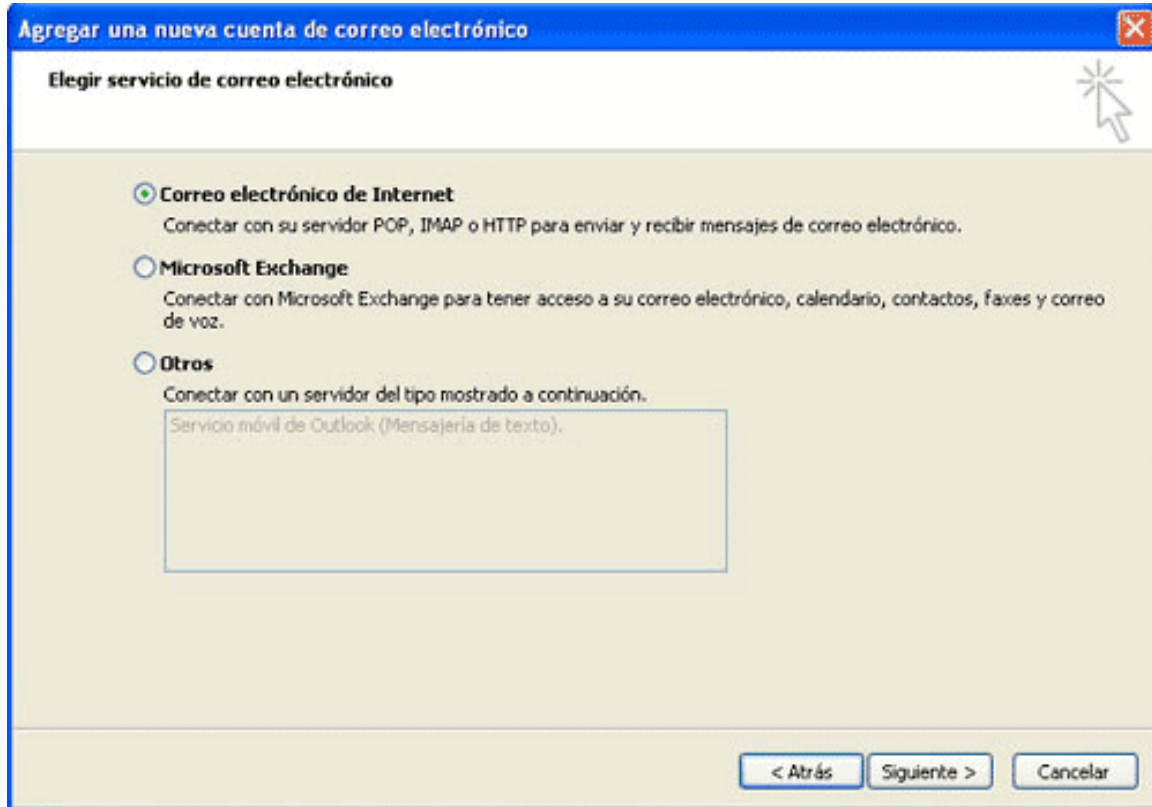 Agregar una nueva cuenta de correo electrónico
Elegir servicio de correo electrónico
Correo electrónico de Internet
Conectar con su servidor POP, IMAP o HTTP para enviar y recibir mensajes de correo electrónico.
Microsoft Exchange
Conectar con Microsoft Exchange para tener acceso a su correo electrónico, calendario, contactos, faxes y correo
de voz.
Otros
Conectar con un servidor del tipo mostrado a continuación.
Servicio móvil de Outlook (Mensajería de texto).
< Atrás
Siguiente >
Cancelar